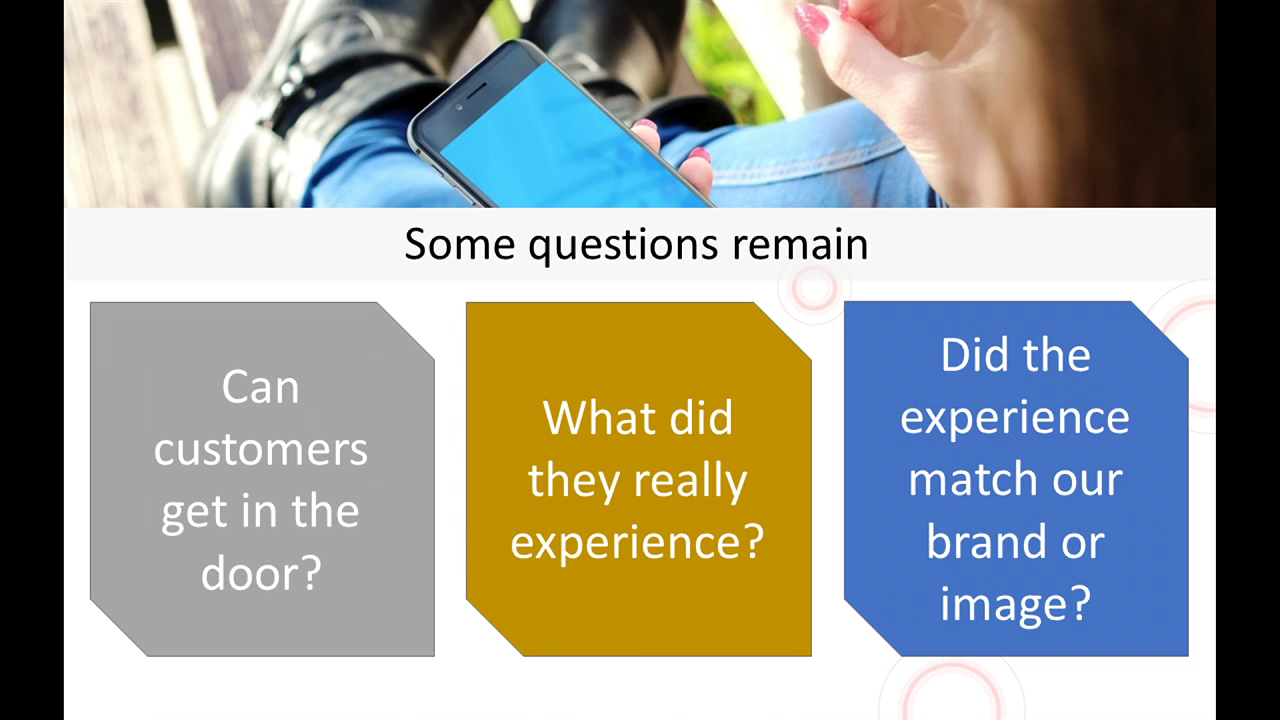 Some questions remain
Can
customers
get in the
door?
What did
they really
experience?
Did the
experience
match our
brand or
image?